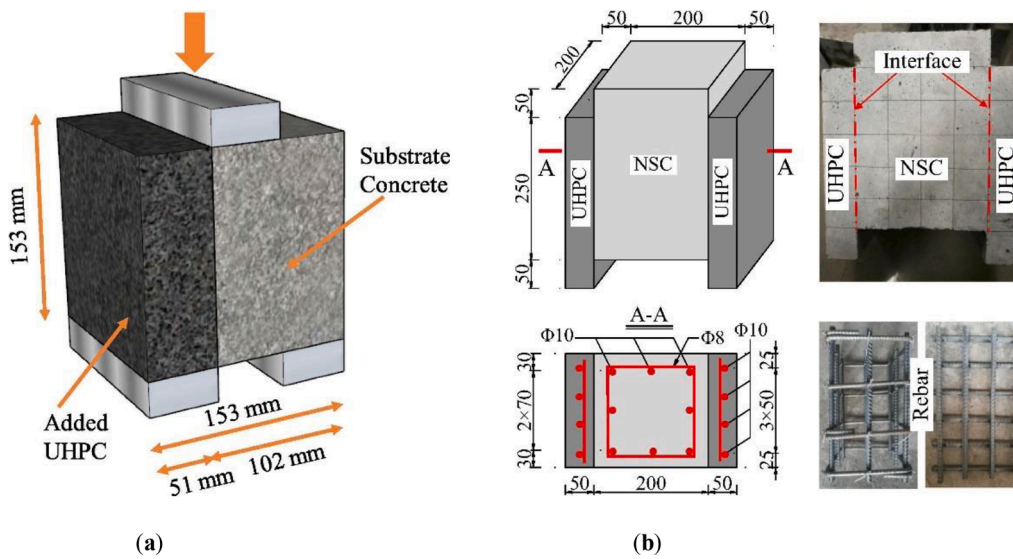 153 mm
Substrate
Concrete
Added
UHPC
153 mm
51 mm
102 mm
(a)
50
200
50
200
50
250
50
A
A
UHPC
NSC
UHPC
Interface
UHPC
NSC
UHPC
A-A
Φ10
Φ8
Φ10
30
2×70
30
25
3×50
25
50
200
50
Rebar
(b)